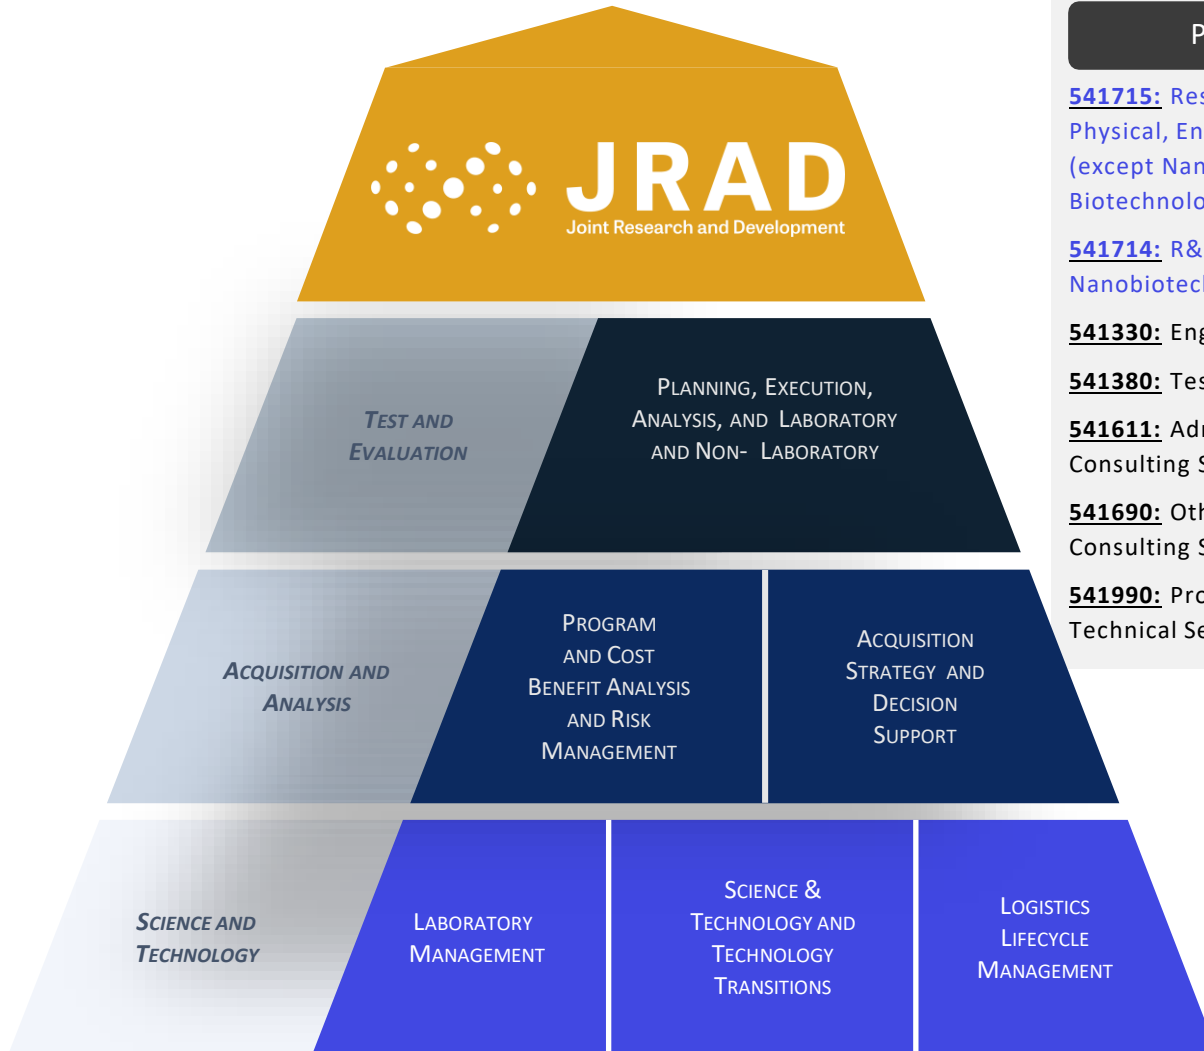 JRAD
Joint Research and Development
TEST AND
EVALUATION
PLANNING, EXECUTION,
ANALYSIS, AND LABORATORY
AND NON- LABORATORY
ACQUISITION AND
ANALYSIS
PROGRAM
AND COST
BENEFIT ANALYSIS
AND RISK
MANAGEMENT
ACQUISITION
STRATEGY AND
DECISION
SUPPORT
SCIENCE AND
TECHNOLOGY
LABORATORY
MANAGEMENT
SCIENCE &
TECHNOLOGY AND
TECHNOLOGY
TRANSITIONS
LOGISTICS
LIFECYCLE
MANAGEMENT
541715:
Physical,
(except
541714:
541330:
541380:
541611:
Consulting
541690:
Consulting
541990:
Technical